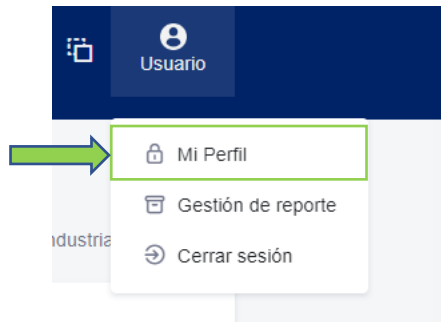 Usuario
Mi Perfil
Gestión de reporte
ndustria
Cerrar sesión